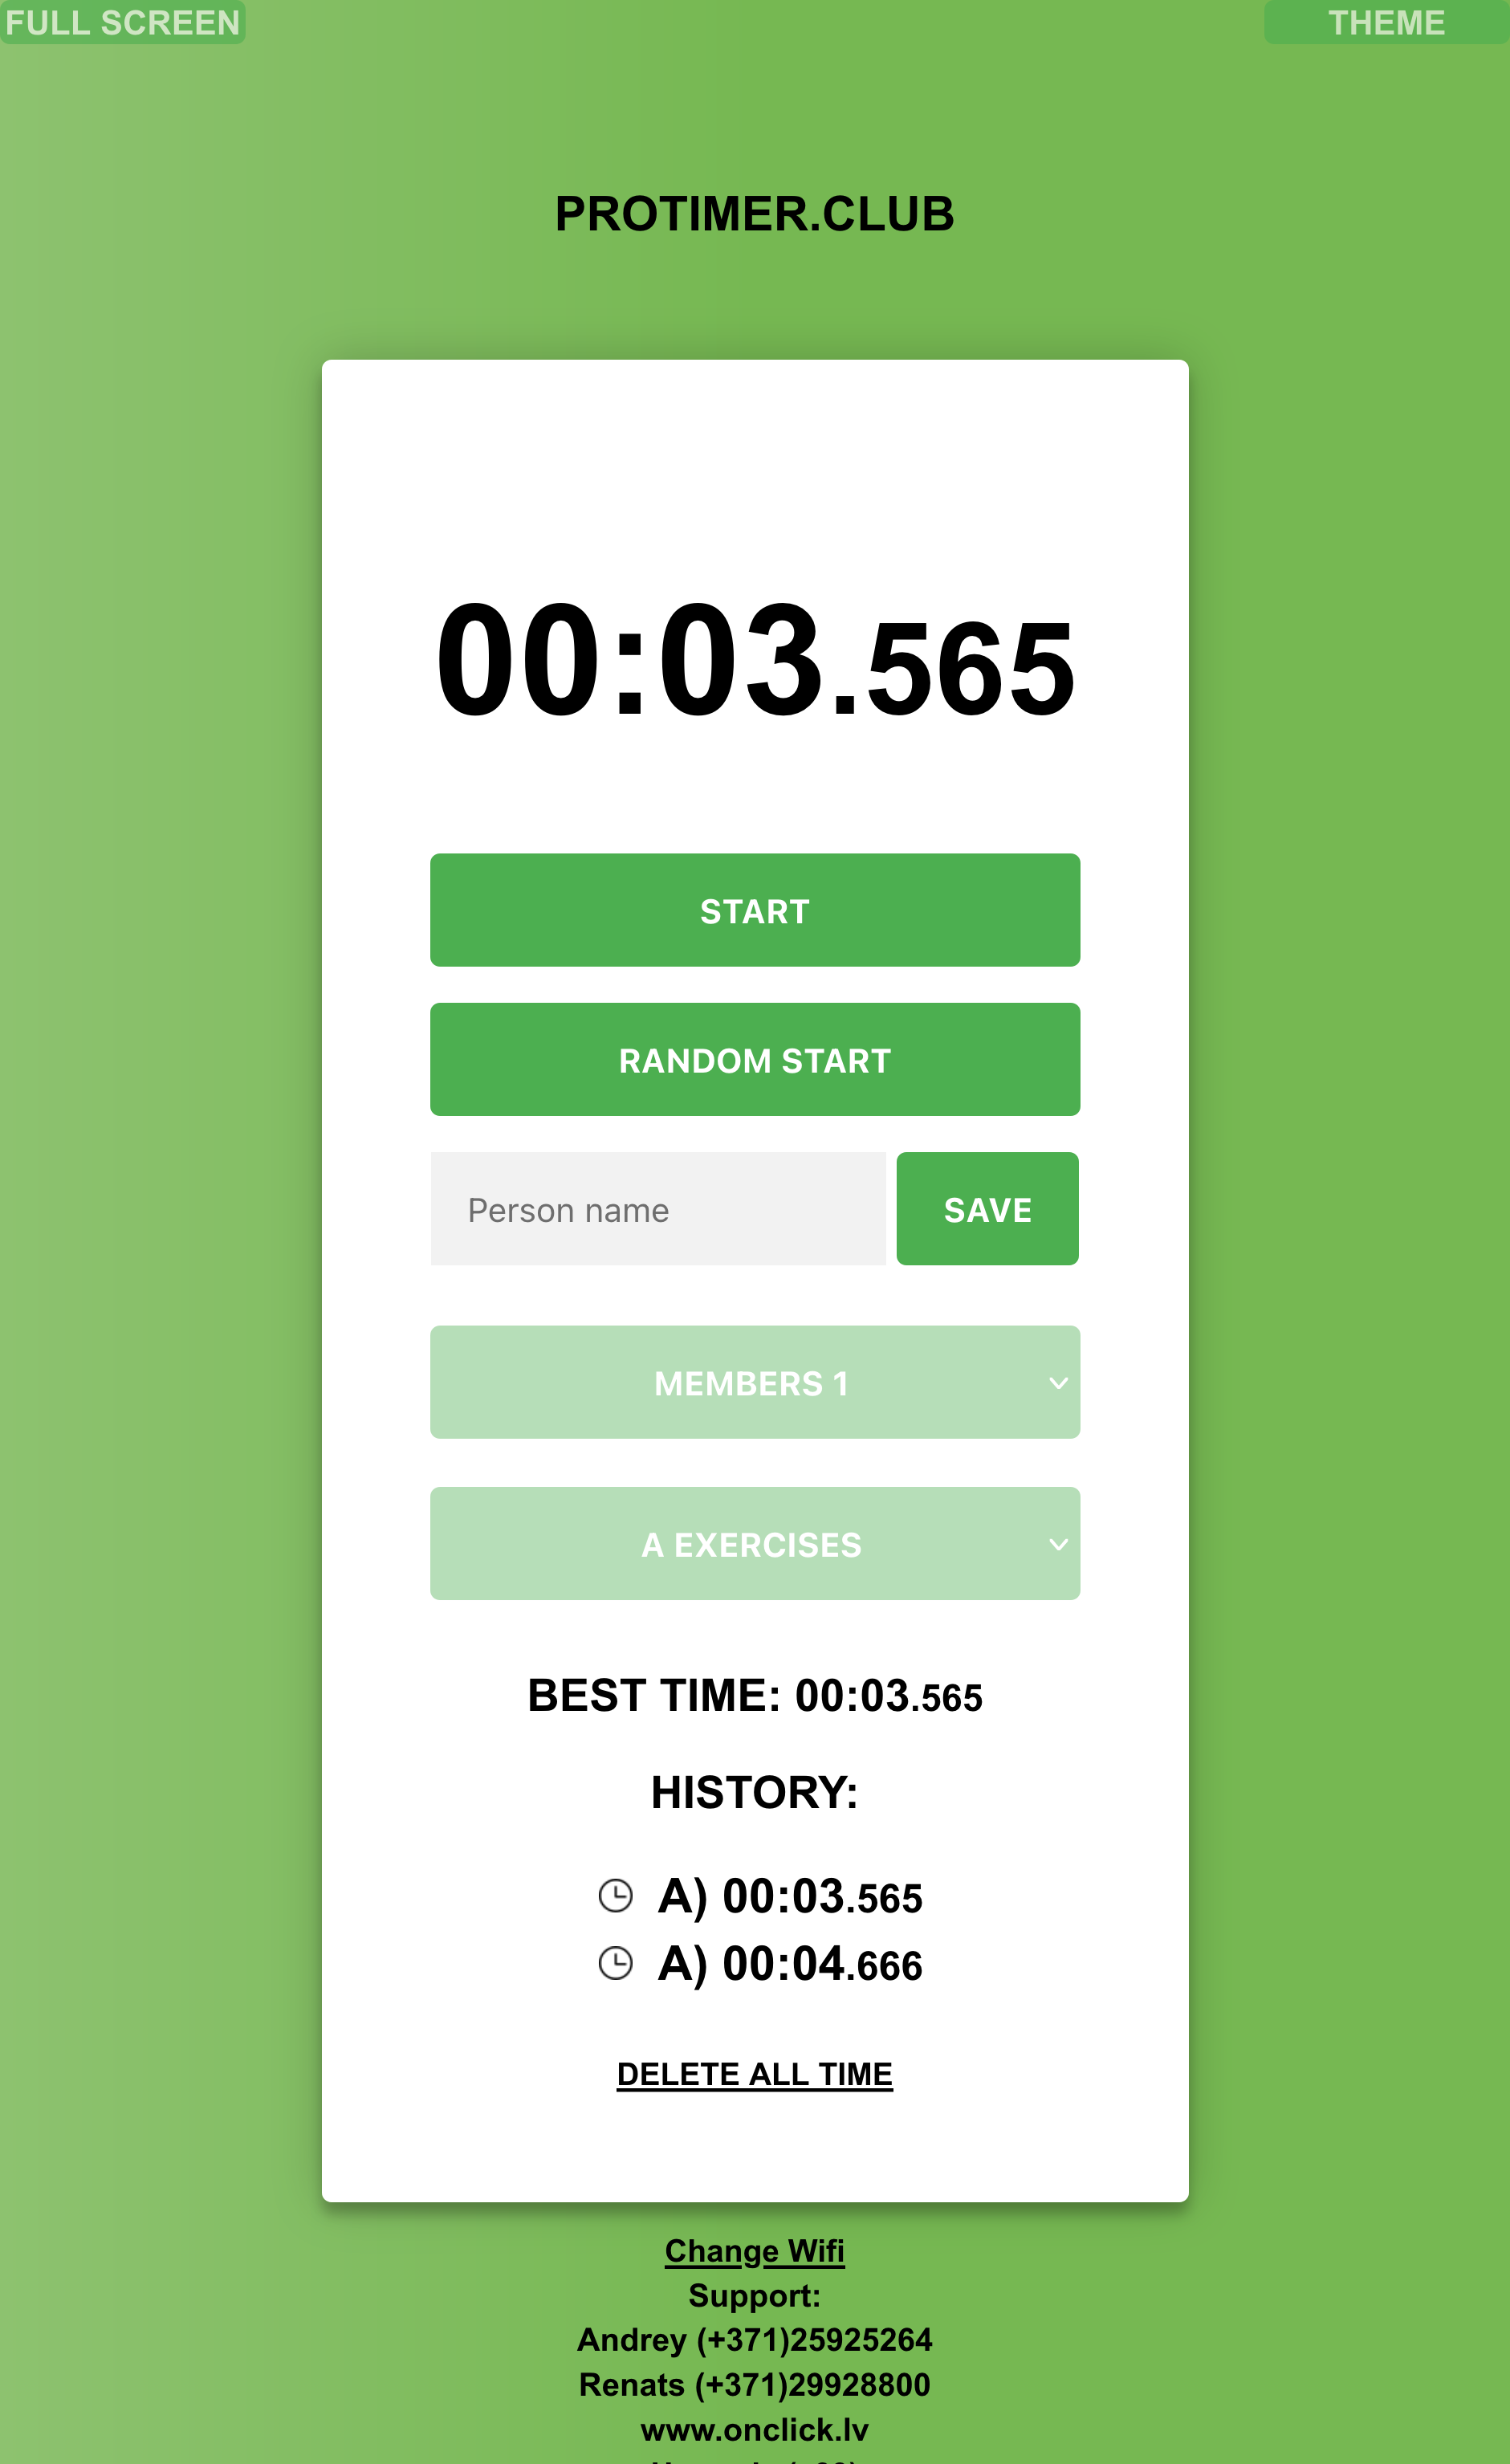 FULL SCREEN
THEME
PROTIMER.CLUB
00:03.565
START
RANDOM START
Person name
SAVE
MEMBERS 1
A EXERCISES
BEST TIME: 00:03.565
HISTORY:
A) 00:03.565
A) 00:04.666
DELETE ALL TIME
Change Wifi
Support:
Andrey (+371)25925264
Renats (+371)29928800
www.onclick.lv